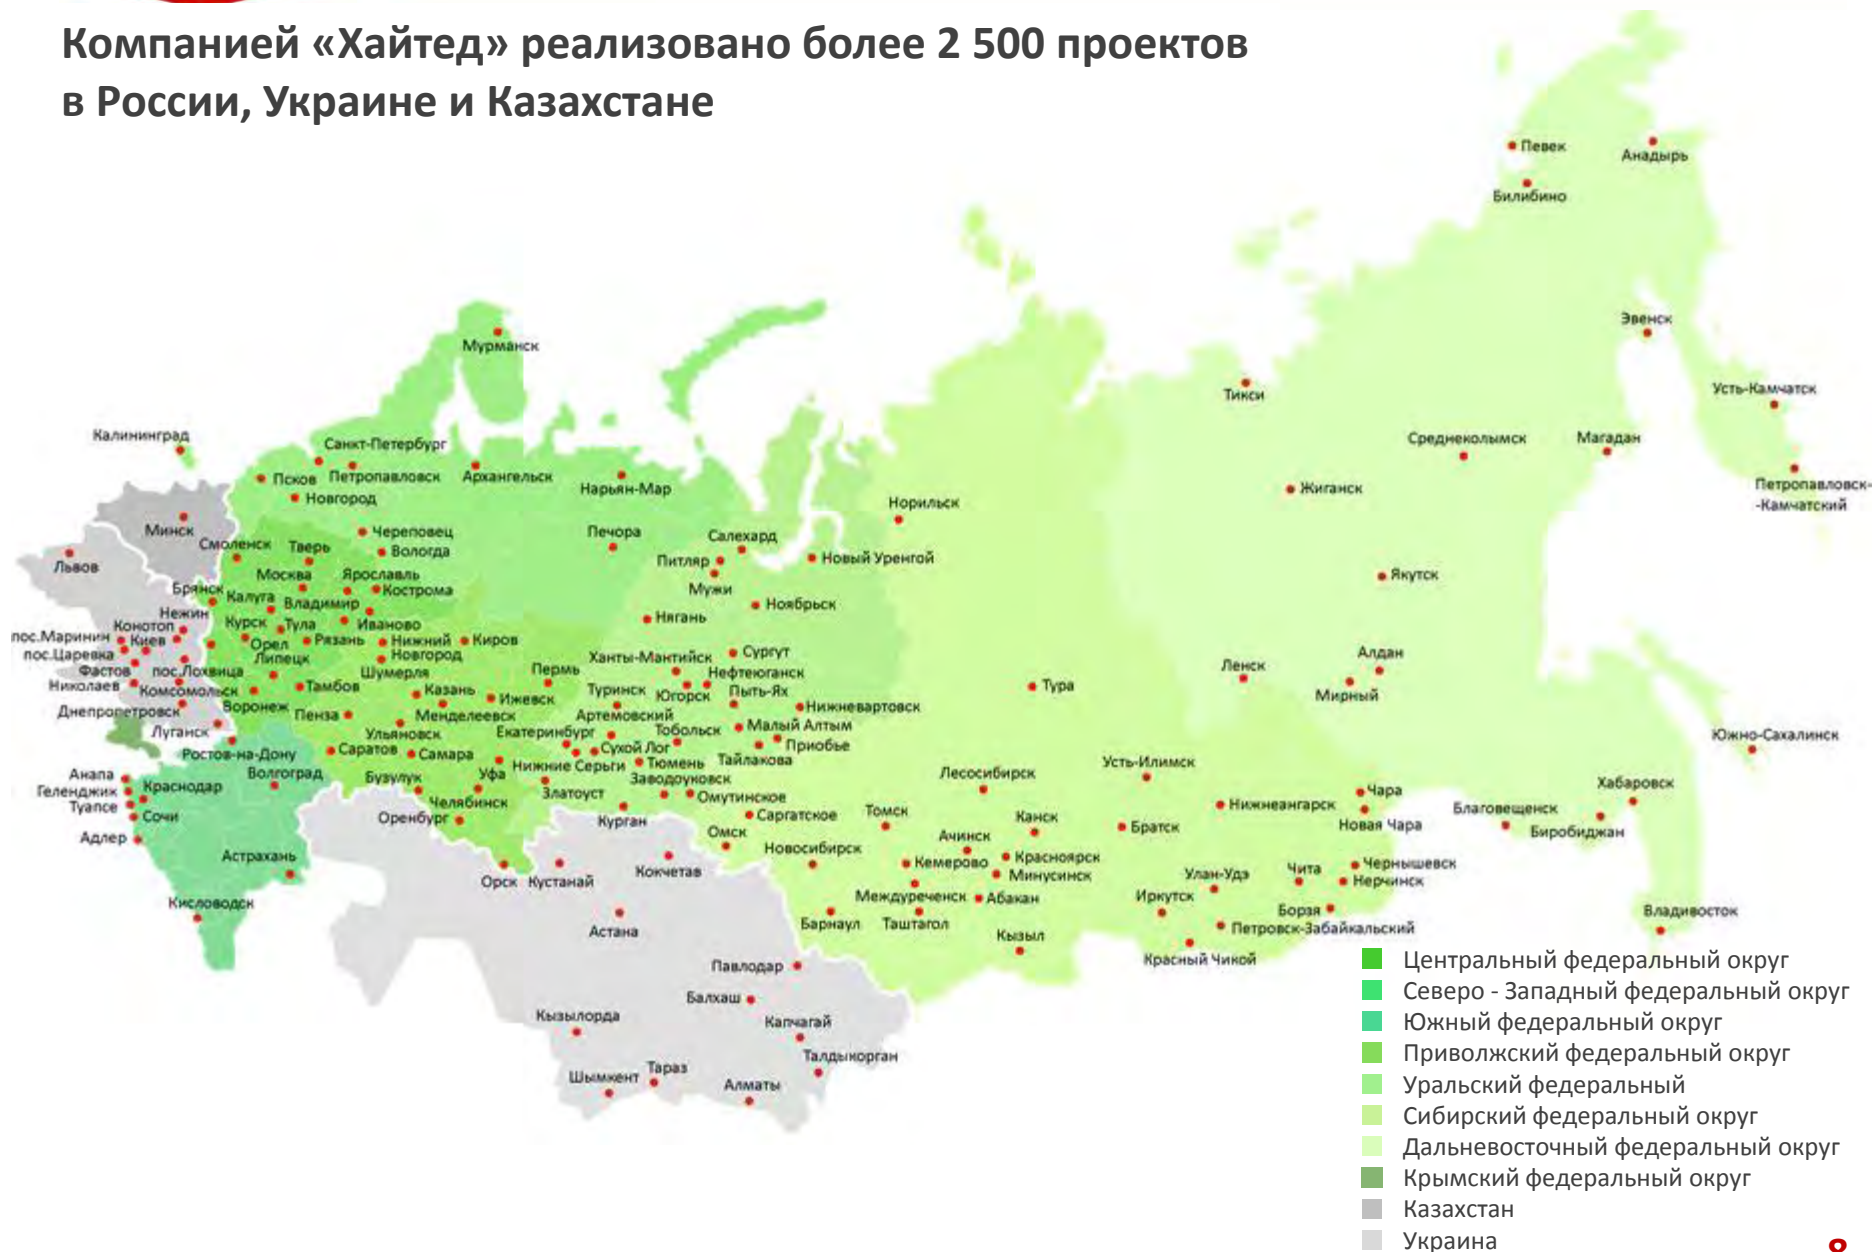 Компанией «Хайтед» реализовано более 2 500 проектов
в России, Украине и Казахстане
Певек
Анадырь
Билибино
Эвенск
Мурманск
Усть-Камчатск
Тикси
Калининград
Санкт-Петербург
Среднеколымск
Магадан
Псков
Петропавловск
Архангельск
Нарьян-Мар
Жиганск
Петропавловск-
-Камчатский
Новгород
Норильск
Минск
Череповец
Печора
Салехард
Смоленск
Тверь
Вологда
Питляр
Новый Уренгой
Львов
Москва
Ярославль
Якутск
Брянск
Калуга
Владимир
Кострома
Мужи
Ноябрьск
Нежин
Конотоп
Курск
Тула
Иваново
Нягань
пос.Маринин
Киев
Орел
Рязань
Нижний
Новгород
Киров
пос.Царевка
Липецк
Ханты-Мантийск
Сургут
Алдан
Фастов
пос.Лохвица
Шумерля
Пермь
Нефтеюганск
Ленск
Николаев
Комсомольск
Тамбов
Казань
Ижевск
Туринск
Югорск
Пыть-Ях
Тура
Мирный
Днепропетровск
Воронеж
Пенза
Менделеевск
Артемовский
Нижневартовск
Луганск
Ульяновск
Екатеринбург
Тобольск
Малый Алтым
Южно-Сахалинск
Ростов-на-Дону
Саратов
Самара
Сухой Лог
Приобье
Анапа
Волгоград
Бузулук
Уфа
Нижние Серьги
Тюмень
Тайлакова
Лесосибирск
Усть-Илимск
Геленджик
Краснодар
Челябинск
Златоуст
Заводоуковск
Омутинское
Чара
Хабаровск
Туапсе
Сочи
Оренбург
Курган
Саргатское
Томск
Канск
Нижнеангарск
Благовещенск
Адлер
Омск
Ачинск
Братск
Новая Чара
Биробиджан
Астрахань
Новосибирск
Кемерово
Красноярск
Чернышевск
Орск
Кустанай
Кокчетав
Минусинск
Улан-Удэ
Чита
Нерчинск
Кисловодск
Междуреченск
Абакан
Иркутск
Борзя
Владивосток
Астана
Барнаул
Таштагол
Кызыл
Петровск-Забайкальский
Павлодар
Красный Чикой
Балхаш
Кызылорда
Капчагай
Талдыкорган
Шымкент
Тараз
Алматы
Центральный федеральный округ
Северо - Западный федеральный округ
Южный федеральный округ
Приволжский федеральный округ
Уральский федеральный
Сибирский федеральный округ
Дальневосточный федеральный округ
Крымский федеральный округ
Казахстан
Украина
8